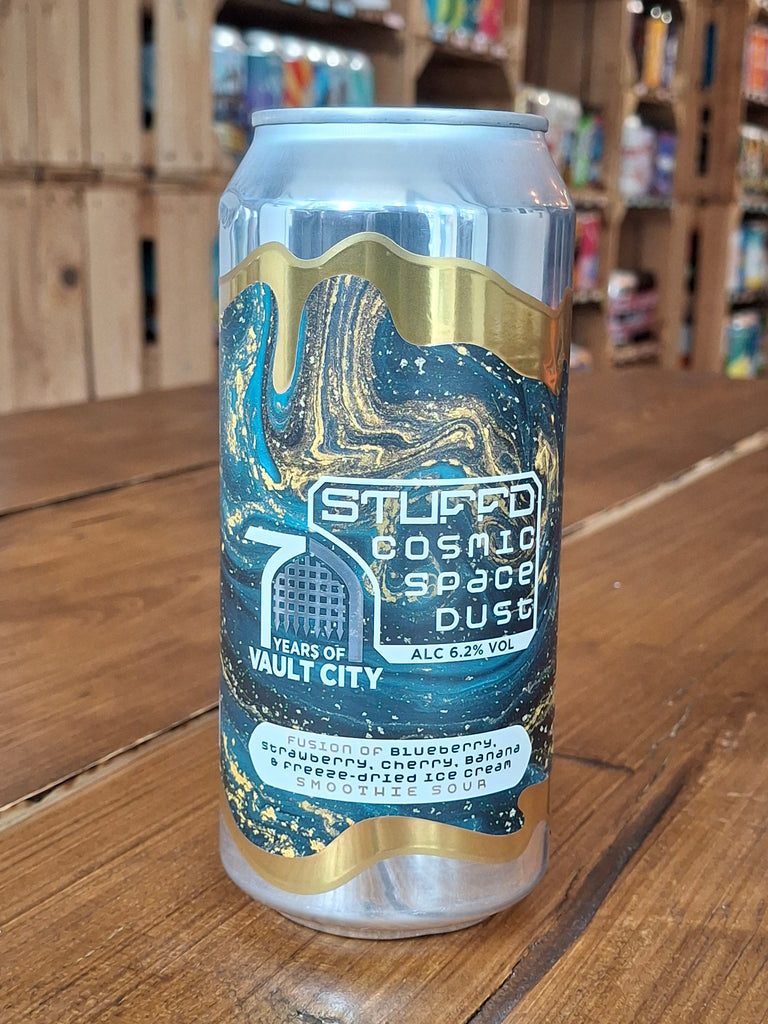 STUFFD
COSMIC
SPACE
DUST
ALC 6.2% VOL
7
YEARS OF
VAULT CITY
FUSION OF Blueberry,
Strawberry, Cherry, Banana
& Freeze-Dried Ice Cream
SMOOTHIE SOUR